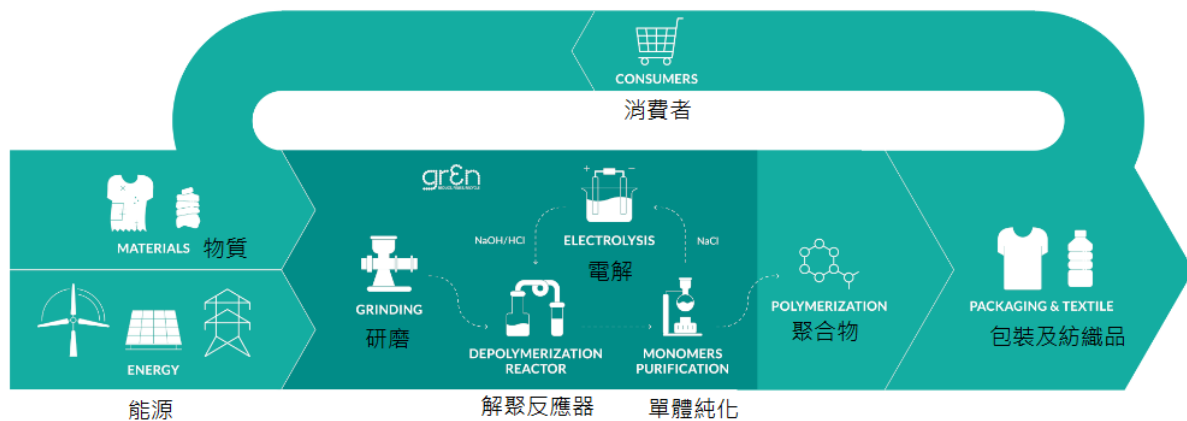 CONSUMERS
消費者
gr3n
MATERIALS 物質
ENERGY
能源
GRINDING
研磨
NaOH/HCl
+ −
ELECTROLYSIS
電解
NaCl
DEPOLYMERIZATION
REACTOR
解聚反應器
MONOMERS
PURIFICATION
單體純化
POLYMERIZATION
聚合物
PACKAGING & TEXTILE
包裝及紡織品